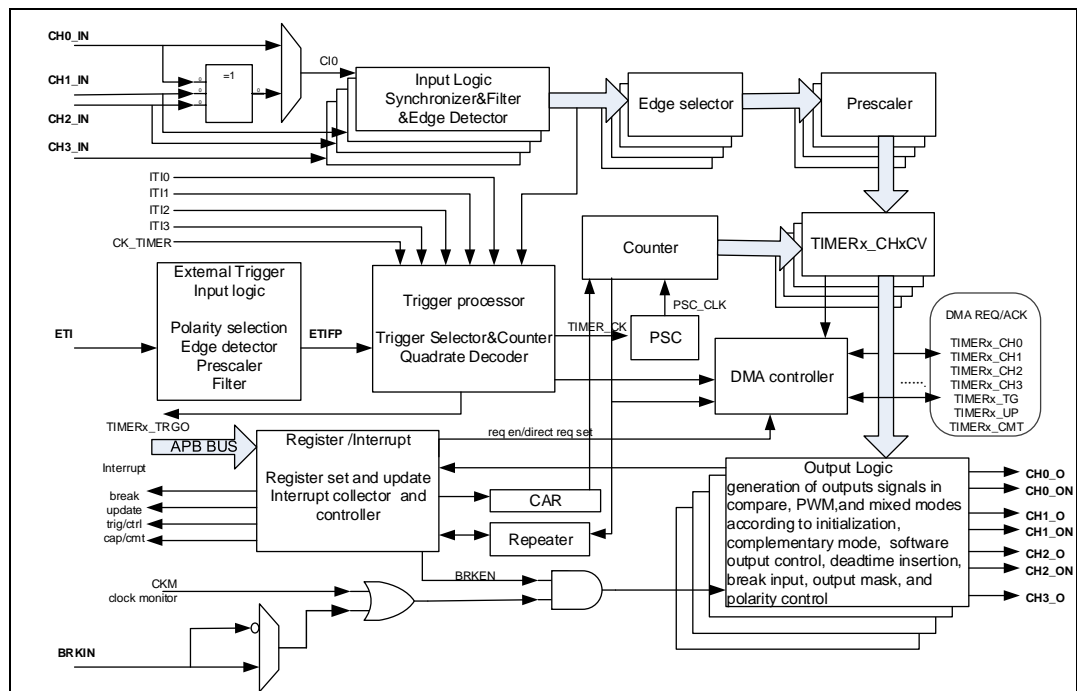 CH0_IN
CH1_IN
CH2_IN
CH3_IN
=1
CI0
Input Logic
Synchronizer&Filter
&Edge Detector
Edge selector
Prescaler
ITI0
ITI1
ITI2
ITI3
CK_TIMER
Counter
TIMERx_CHxCV
External Trigger
Input logic
Polarity selection
Edge detector
Prescaler
Filter
ETI
ETIFP
Trigger processor
Trigger Selector&Counter
Quadrate Decoder
TIMER_CK
PSC_CLK
PSC
DMA controller
DMA REQ/ACK
TIMERx_CH0
TIMERx_CH1
TIMERx_CH2
TIMERx_CH3
TIMERx_TG
TIMERx_UP
TIMERx_CMT
......
TIMERx_TRGO
APB BUS
Register /Interrupt
Register set and update
Interrupt collector and
controller
req en/direct req set
Interrupt
break
update
trig/ctrl
cap/cmt
CAR
Repeater
Output Logic
generation of outputs signals in
compare, PWM,and mixed modes
according to initialization,
complementary mode, software
output control, deadtime insertion,
break input, output mask, and
polarity control
CH0_O
CH0_ON
CH1_O
CH1_ON
CH2_O
CH2_ON
CH3_O
BRKEN
CKM
clock monitor
BRKIN